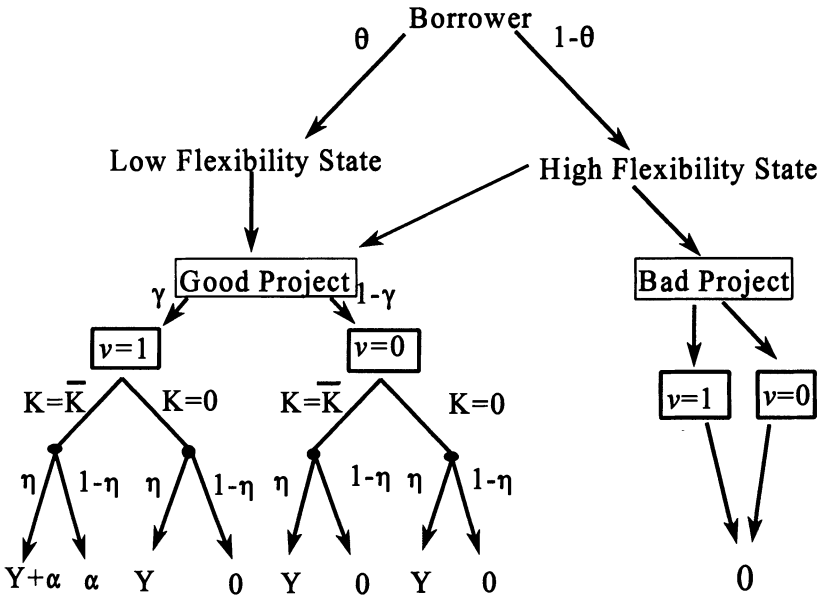 Borrower
θ 1-θ
Low Flexibility State High Flexibility State
Good Project Bad Project
γ 1-γ
v=1 v=0
v=1 v=0
K=K̅ K=0 K=K̅ K=0
η 1-η η 1-η η 1-η η 1-η
Y+α α Y 0 Y 0 Y 0 0